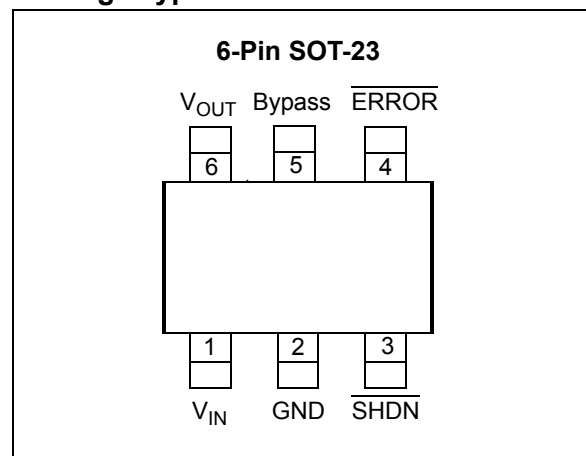 6-Pin SOT-23
VOUT Bypass ERROR
6 5 4
1 2 3
VIN GND SHDN